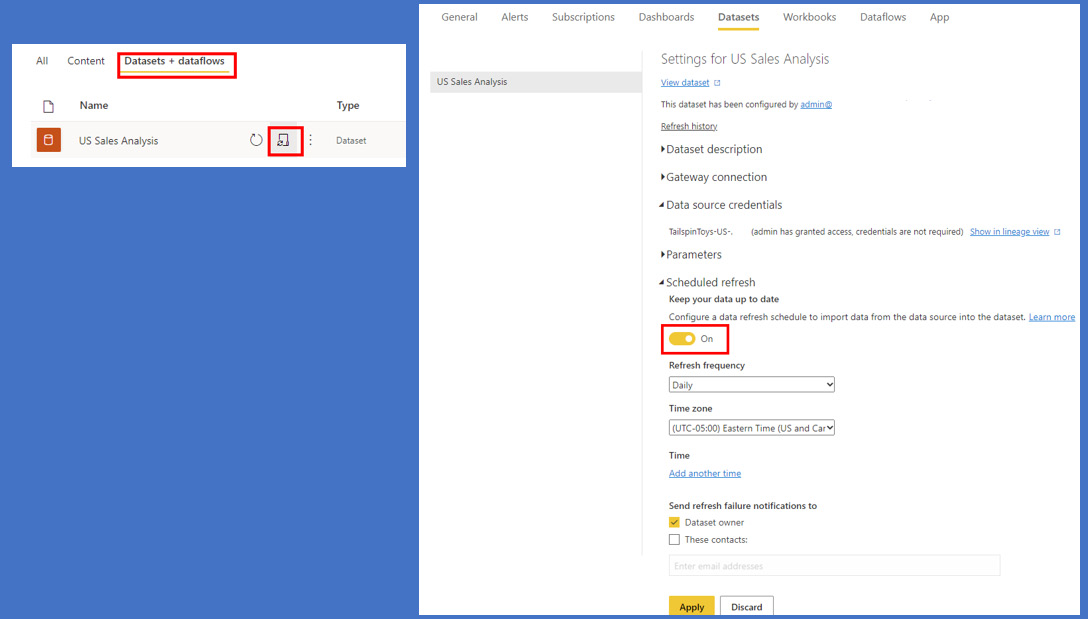 All Content Datasets + dataflows
Name Type
US Sales Analysis Dataset
General Alerts Subscriptions Dashboards Datasets Workbooks Dataflows App
US Sales Analysis
Settings for US Sales Analysis
View dataset
This dataset has been configured by admin@
Refresh history
Dataset description
Gateway connection
Data source credentials
TailspinToys-US-. (admin has granted access, credentials are not required) Show in lineage view
Parameters
Scheduled refresh
Keep your data up to date
Configure a data refresh schedule to import data from the data source into the dataset. Learn more
On
Refresh frequency
Daily
Time zone
(UTC-05:00) Eastern Time (US and Car
Time
Add another time
Send refresh failure notifications to
Dataset owner
These contacts:
Enter email addresses
Apply Discard